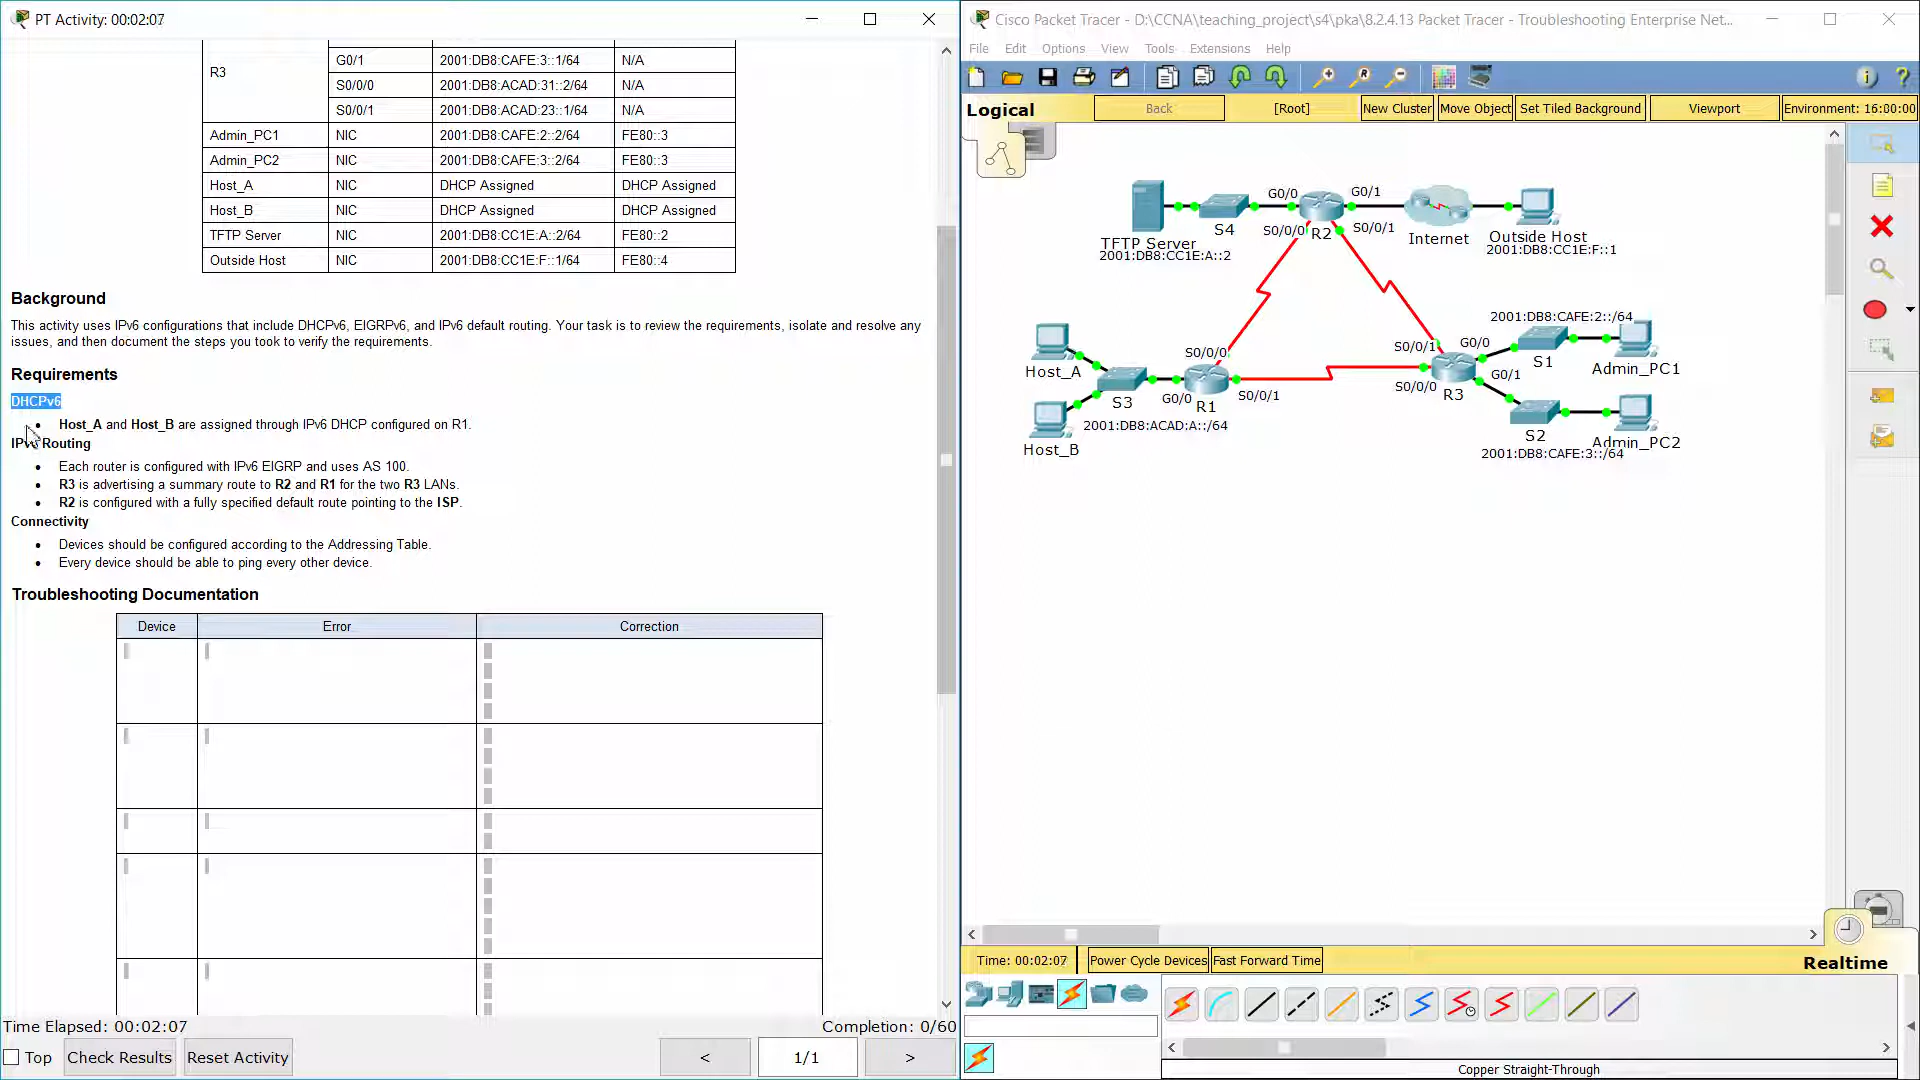 PT Activity: 00:02:07
R3
G0/1 2001:DB8:CAFE:3::1/64 N/A
S0/0/0 2001:DB8:ACAD:31::2/64 N/A
S0/0/1 2001:DB8:ACAD:23::1/64 N/A
Admin_PC1 NIC 2001:DB8:CAFE:2::2/64 FE80::3
Admin_PC2 NIC 2001:DB8:CAFE:3::2/64 FE80::3
Host_A NIC DHCP Assigned DHCP Assigned
Host_B NIC DHCP Assigned DHCP Assigned
TFTP Server NIC 2001:DB8:CC1E:A::2/64 FE80::2
Outside Host NIC 2001:DB8:CC1E:F::1/64 FE80::4
Background
This activity uses IPv6 configurations that include DHCPv6, EIGRPv6, and IPv6 default routing. Your task is to review the requirements, isolate and resolve any
issues, and then document the steps you took to verify the requirements.
Requirements
DHCPv6
• Host_A and Host_B are assigned through IPv6 DHCP configured on R1.
IPv6 Routing
• Each router is configured with IPv6 EIGRP and uses AS 100.
• R3 is advertising a summary route to R2 and R1 for the two R3 LANs.
• R2 is configured with a fully specified default route pointing to the ISP.
Connectivity
• Devices should be configured according to the Addressing Table.
• Every device should be able to ping every other device.
Troubleshooting Documentation
Device Error Correction
Time Elapsed: 00:02:07 Completion: 0/60
Top Check Results Reset Activity < 1/1 >
Cisco Packet Tracer - D:\CCNA\teaching_project\s4\pka\8.2.4.13 Packet Tracer - Troubleshooting Enterprise Net...
File Edit Options View Tools Extensions Help
Logical Back [Root] New Cluster Move Object Set Tiled Background Viewport Environment: 16:00:00
G0/0 G0/1
TFTP Server S4 S0/0/0 R2 S0/0/1 Internet Outside Host
2001:DB8:CC1E:A::2 2001:DB8:CC1E:F::1
2001:DB8:CAFE:2::/64
S0/0/0 S0/0/1 G0/0
Host_A S1 Admin_PC1
G0/1
S3 G0/0 R1 S0/0/1 S0/0/0 R3
2001:DB8:ACAD:A::/64
Host_B S2 Admin_PC2
2001:DB8:CAFE:3::/64
Time: 00:02:07 Power Cycle Devices Fast Forward Time
Realtime
Copper Straight-Through